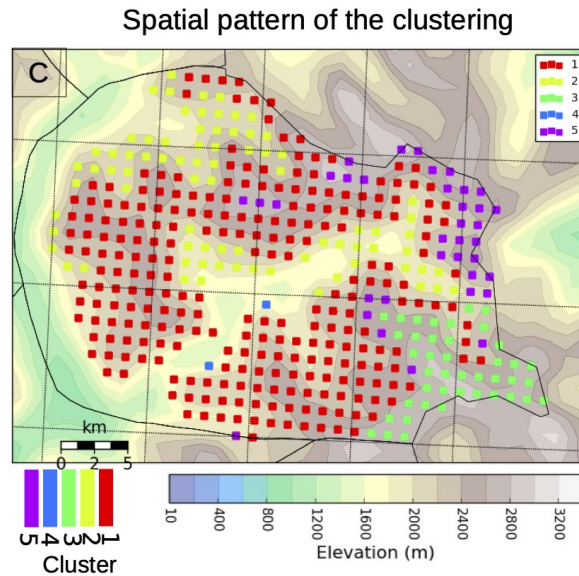 Spatial pattern of the clustering
C
1
2
3
4
5
km
0 2 5
5 4 3 2 1
Cluster
10 400 800 1200 1600 2000 2400 2800 3200
Elevation (m)